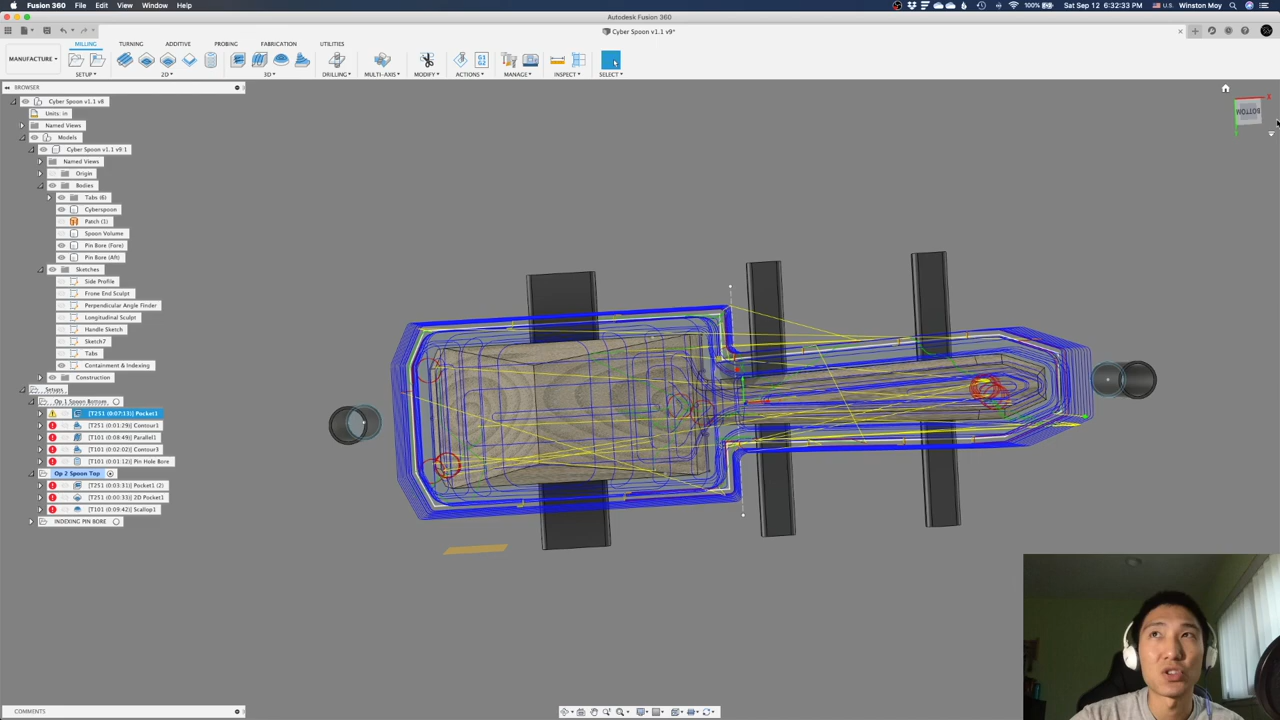 Fusion 360 File Edit View Window Help
100% Sat Sep 12 6:32:33 PM U.S. Winston Moy
Autodesk Fusion 360
Cyber Spoon v1.1 v9*
MILLING TURNING ADDITIVE PROBING FABRICATION UTILITIES
MANUFACTURE
G1 G2
SETUP 2D 3D DRILLING MULTI-AXIS MODIFY ACTIONS MANAGE INSPECT SELECT
BROWSER
Cyber Spoon v1.1 v8
Units: in
Named Views
Models
Cyber Spoon v1.1 v9:1
Named Views
Origin
Bodies
Tabs (6)
Cyberspoon
Patch (1)
Spoon Volume
Pin Bore (Fore)
Pin Bore (Aft)
Sketches
Side Profile
Frone End Sculpt
Perpendicular Angle Finder
Longitudinal Sculpt
Handle Sketch
Sketch7
Tabs
Containment & Indexing
Construction
Setups
Op 1 Spoon Bottom
[T251 (0:07:13)] Pocket1
[T251 (0:01:29)] Contour1
[T101 (0:08:49)] Parallel1
[T101 (0:02:02)] Contour3
[T101 (0:01:12)] Pin Hole Bore
Op 2 Spoon Top
[T251 (0:03:31)] Pocket1 (2)
[T251 (0:00:33)] 2D Pocket1
[T101 (0:09:42)] Scallop1
INDEXING PIN BORE
X
BOTTOM
COMMENTS